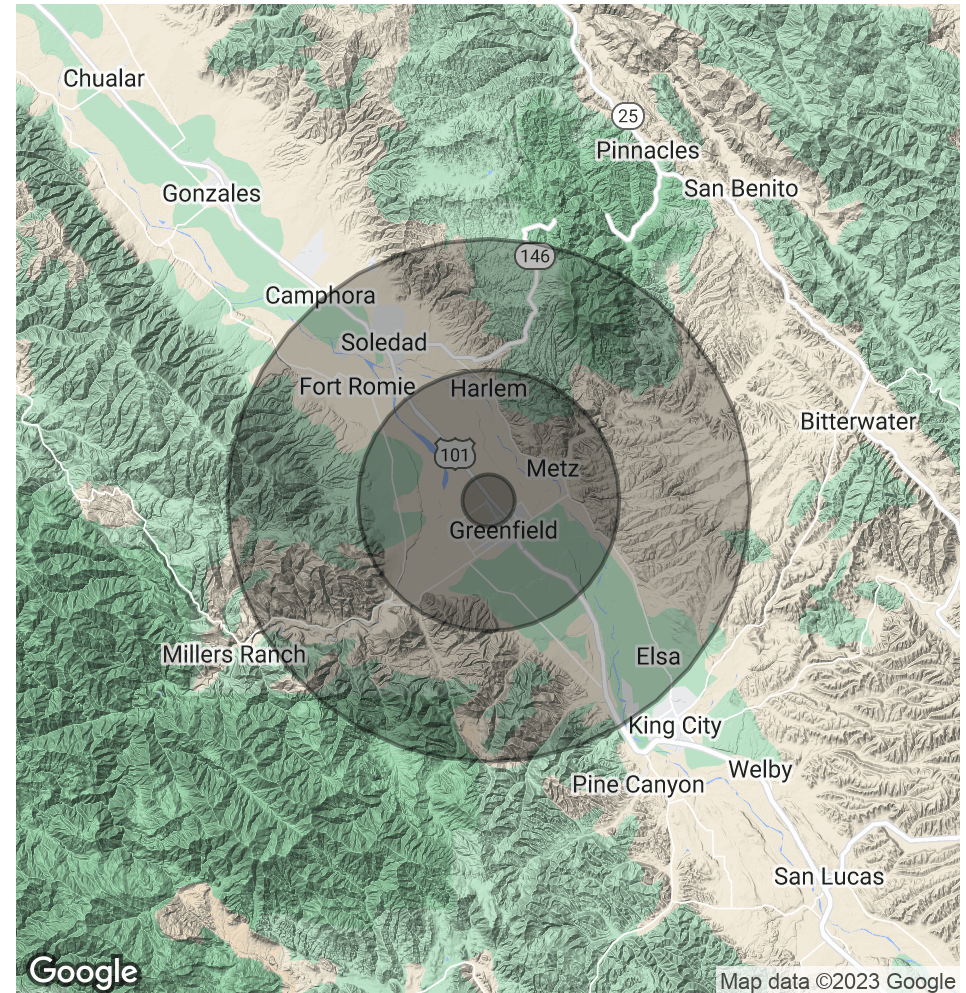 Chualar
25
Pinnacles
San Benito
Gonzales
146
Camphora
Soledad
Fort Romie
Harlem
Bitterwater
101
Metz
Greenfield
Millers Ranch
Elsa
King City
Welby
Pine Canyon
San Lucas
Google
Map data ©2023 Google